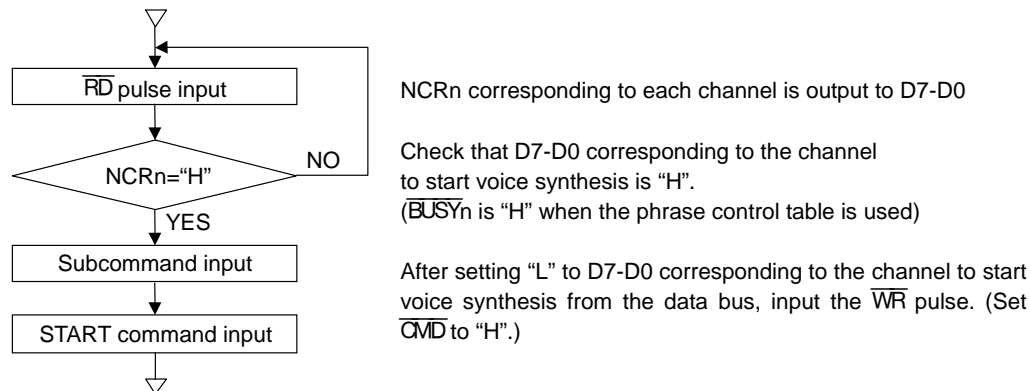 RD pulse input
NCRn corresponding to each channel is output to D7-D0
NCRn=“H”
NO
YES
Check that D7-D0 corresponding to the channel
to start voice synthesis is “H”.
(BUSYn is “H” when the phrase control table is used)
Subcommand input
START command input
After setting “L” to D7-D0 corresponding to the channel to start
voice synthesis from the data bus, input the WR pulse. (Set
CMD to “H”.)